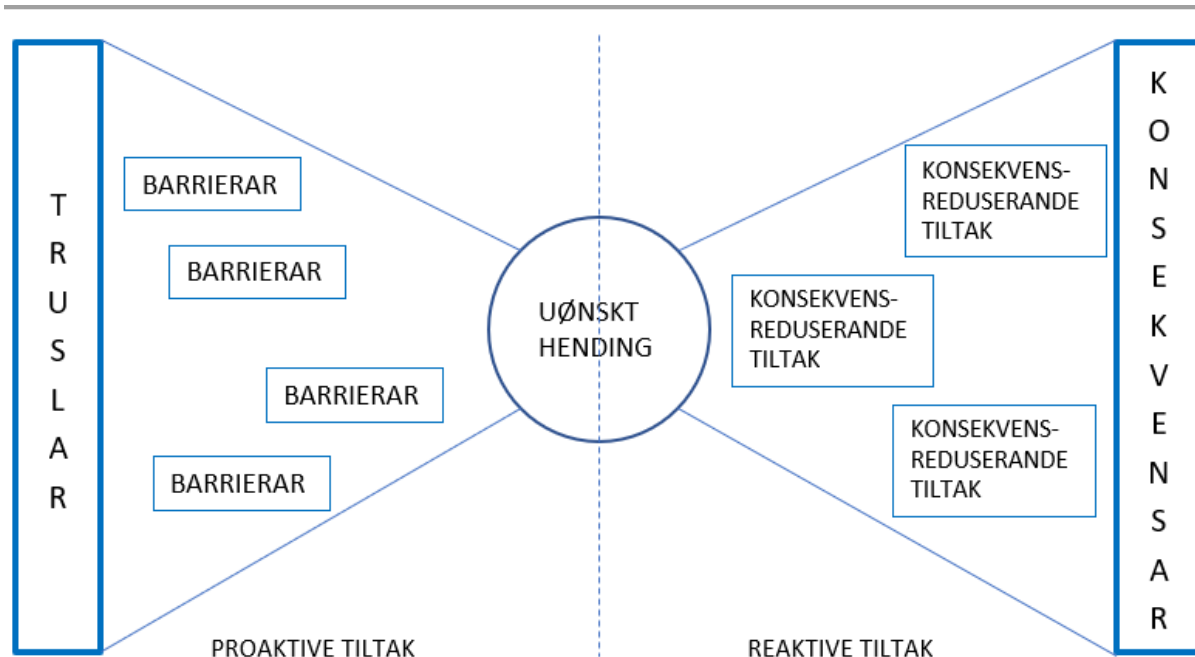 TRUSLAR
BARRIERAR
BARRIERAR
BARRIERAR
BARRIERAR
UØNSKT
HENDING
KONSEKVENS-
REDUSERANDE
TILTAK
KONSEKVENS-
REDUSERANDE
TILTAK
KONSEKVENS-
REDUSERANDE
TILTAK
KONSEKVENSAR
PROAKTIVE TILTAK
REAKTIVE TILTAK